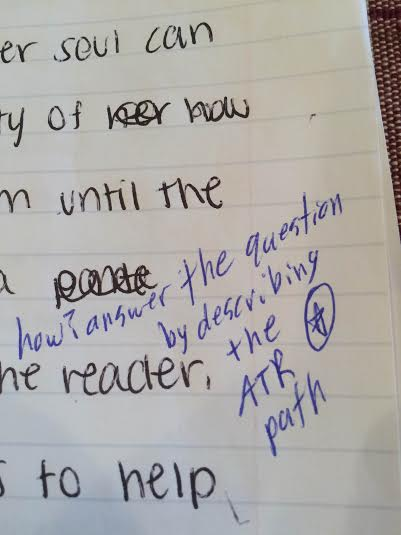 er soul can
ty of her how
m until the
a
how? answer the question
by describing
the
ATR
path
he reader.
s to help